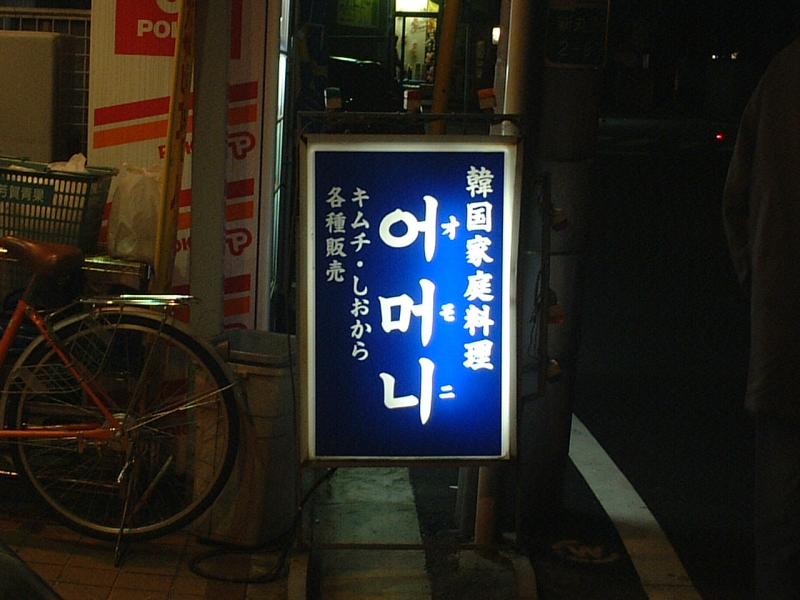 韓国家庭料理
어머니
オモニ
キムチ・しおから
各種販売
PO